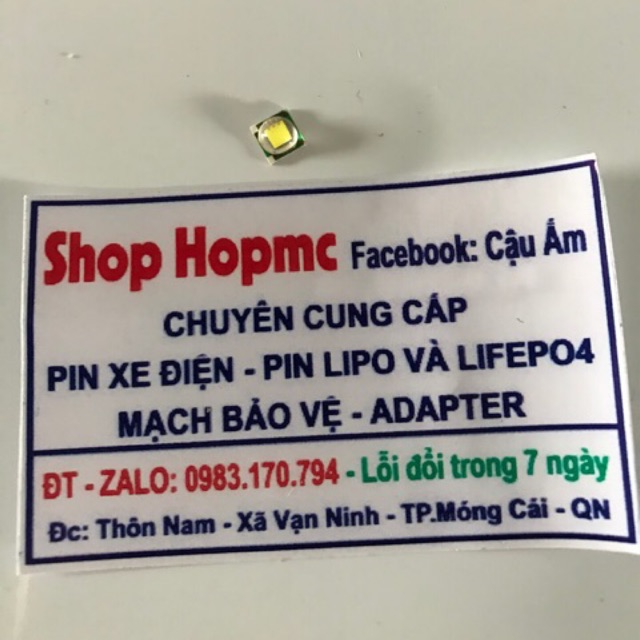 Shop Hopmc Facebook: Cậu Ấm
CHUYÊN CUNG CẤP
PIN XE ĐIỆN - PIN LIPO VÀ LIFEPO4
MẠCH BẢO VỆ - ADAPTER
ĐT - ZALO: 0983.170.794 - Lỗi đổi trong 7 ngày
Đc: Thôn Nam - Xã Vạn Ninh - TP.Móng Cái - QN